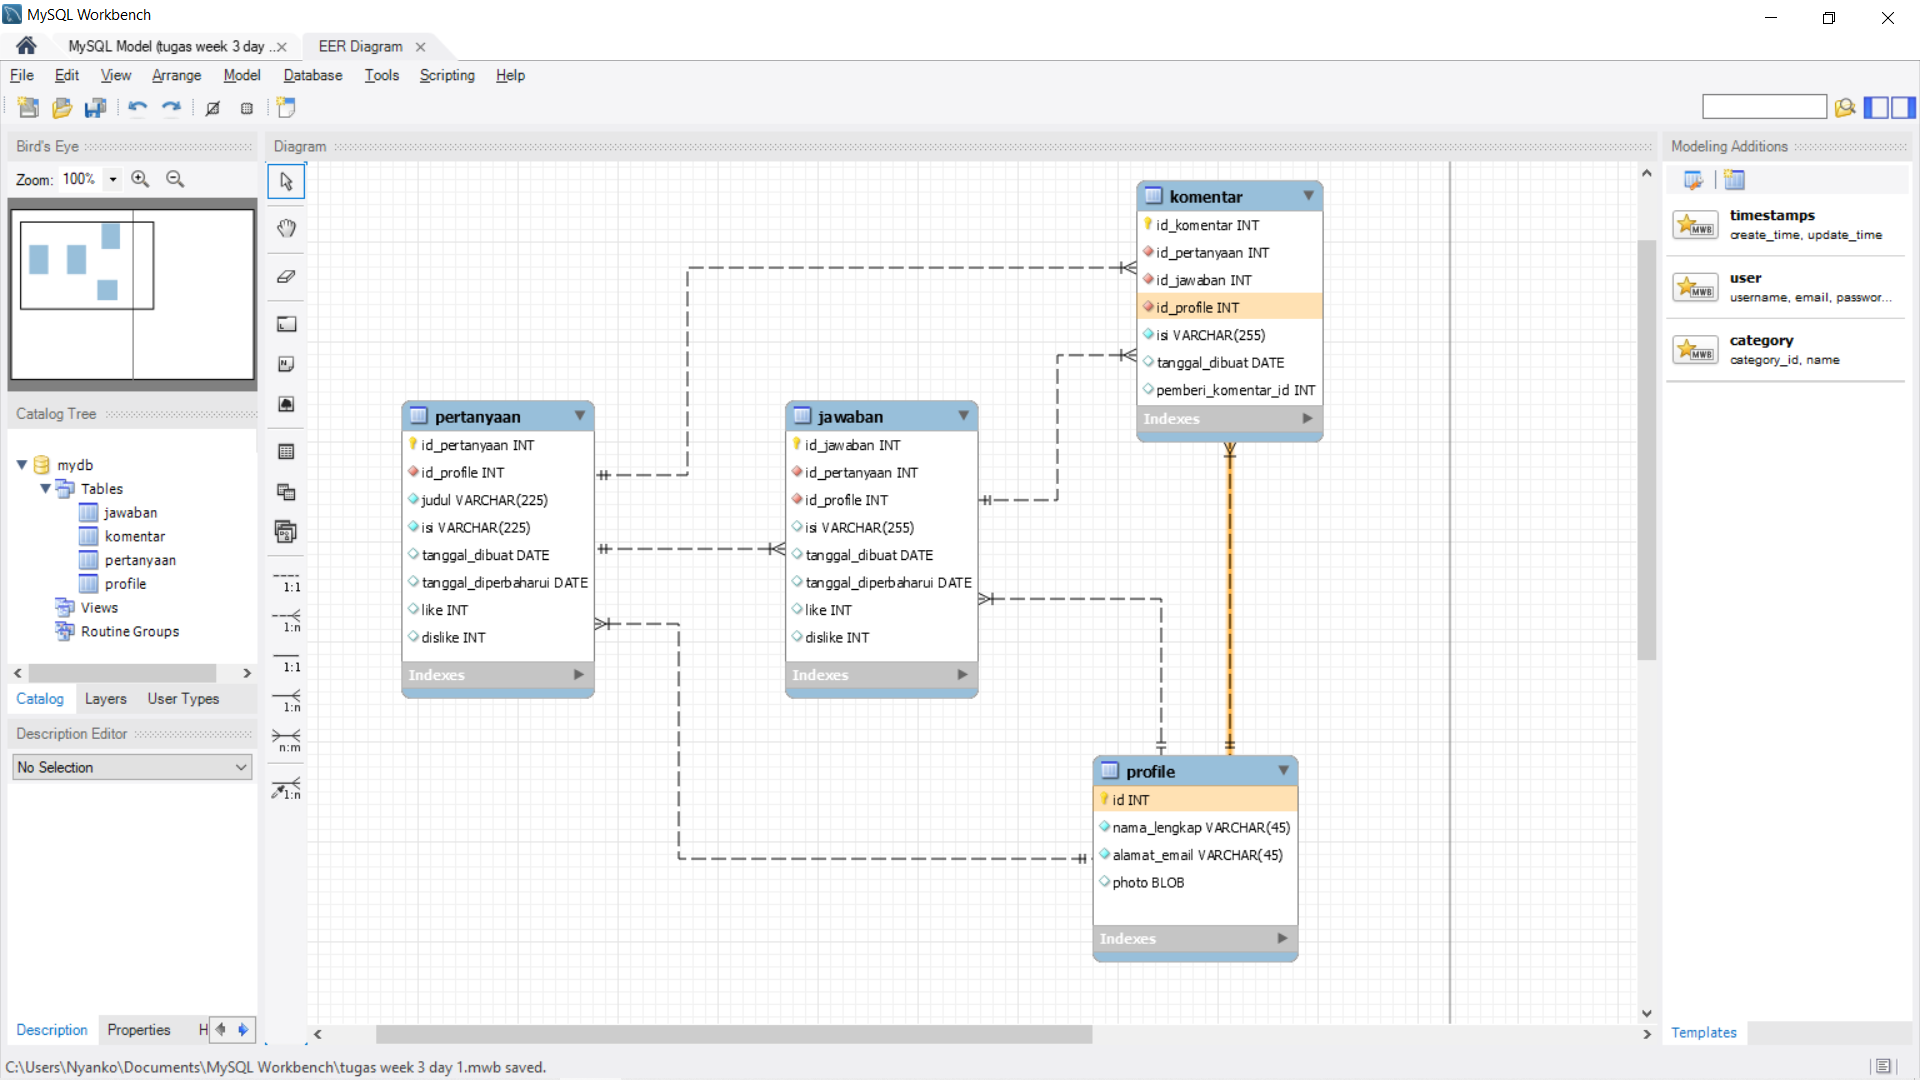 MySQL Workbench
MySQL Model (tugas week 3 day ...
EER Diagram
File Edit View Arrange Model Database Tools Scripting Help
Bird's Eye
Zoom: 100%
Catalog Tree
mydb
Tables
jawaban
komentar
pertanyaan
profile
Views
Routine Groups
Catalog Layers User Types
Description Editor
No Selection
Description Properties H
Diagram
1:1
1:n
1:1
1:n
n:m
1:n
pertanyaan
id_pertanyaan INT
id_profile INT
judul VARCHAR(225)
isi VARCHAR(225)
tanggal_dibuat DATE
tanggal_diperbaharui DATE
like INT
dislike INT
Indexes
jawaban
id_jawaban INT
id_pertanyaan INT
id_profile INT
isi VARCHAR(255)
tanggal_dibuat DATE
tanggal_diperbaharui DATE
like INT
dislike INT
Indexes
komentar
id_komentar INT
id_pertanyaan INT
id_jawaban INT
id_profile INT
isi VARCHAR(255)
tanggal_dibuat DATE
pemberi_komentar_id INT
Indexes
profile
id INT
nama_lengkap VARCHAR(45)
alamat_email VARCHAR(45)
photo BLOB
Indexes
Modeling Additions
MWB
timestamps
create_time, update_time
MWB
user
username, email, passwor...
MWB
category
category_id, name
Templates
C:\Users\Nyanko\Documents\MySQL Workbench\tugas week 3 day 1.mwb saved.